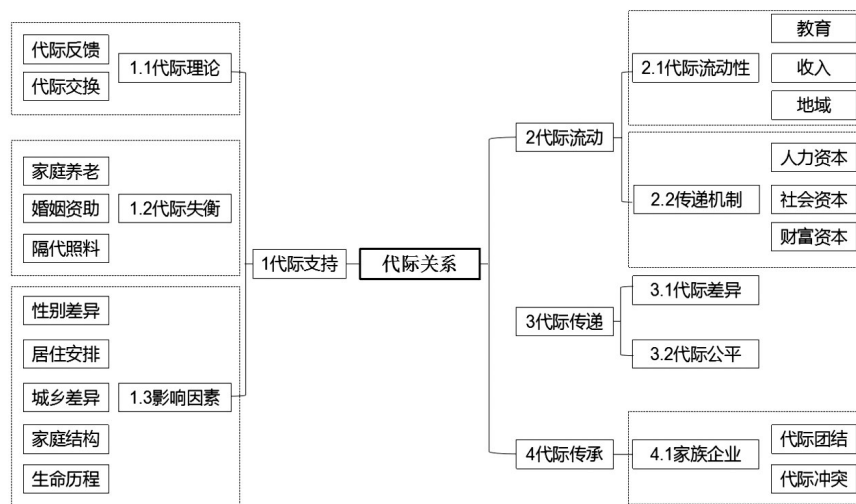 代际反馈
代际交换
1.1代际理论
家庭养老
婚姻资助
隔代照料
1.2代际失衡
性别差异
居住安排
城乡差异
家庭结构
生命历程
1.3影响因素
1代际支持
代际关系
2代际流动
2.1代际流动性
教育
收入
地域
2.2传递机制
人力资本
社会资本
财富资本
3代际传递
3.1代际差异
3.2代际公平
4代际传承
4.1家族企业
代际团结
代际冲突